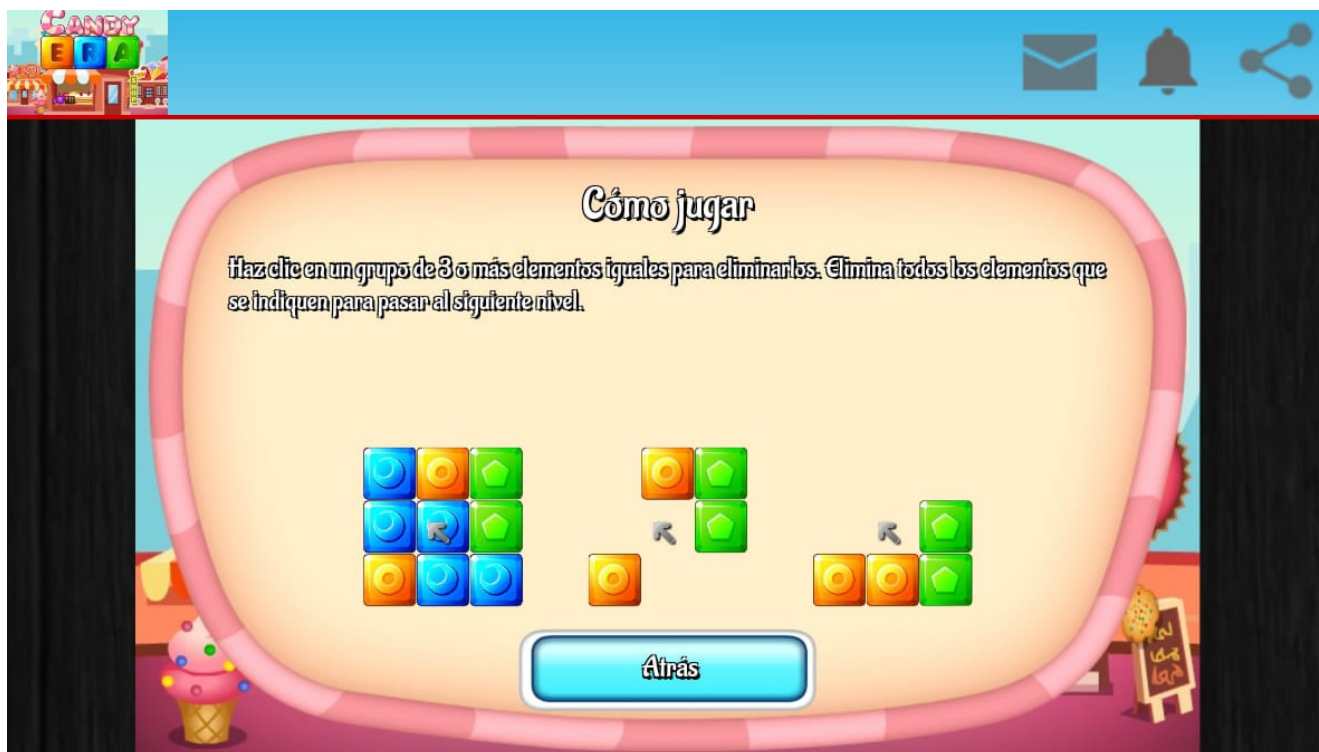 CANDY
ERA
SHOP
Cómo jugar
Haz clic en un grupo de 3 o más elementos iguales para eliminarlos. Elimina todos los elementos que
se indiquen para pasar al siguiente nivel.
Atrás